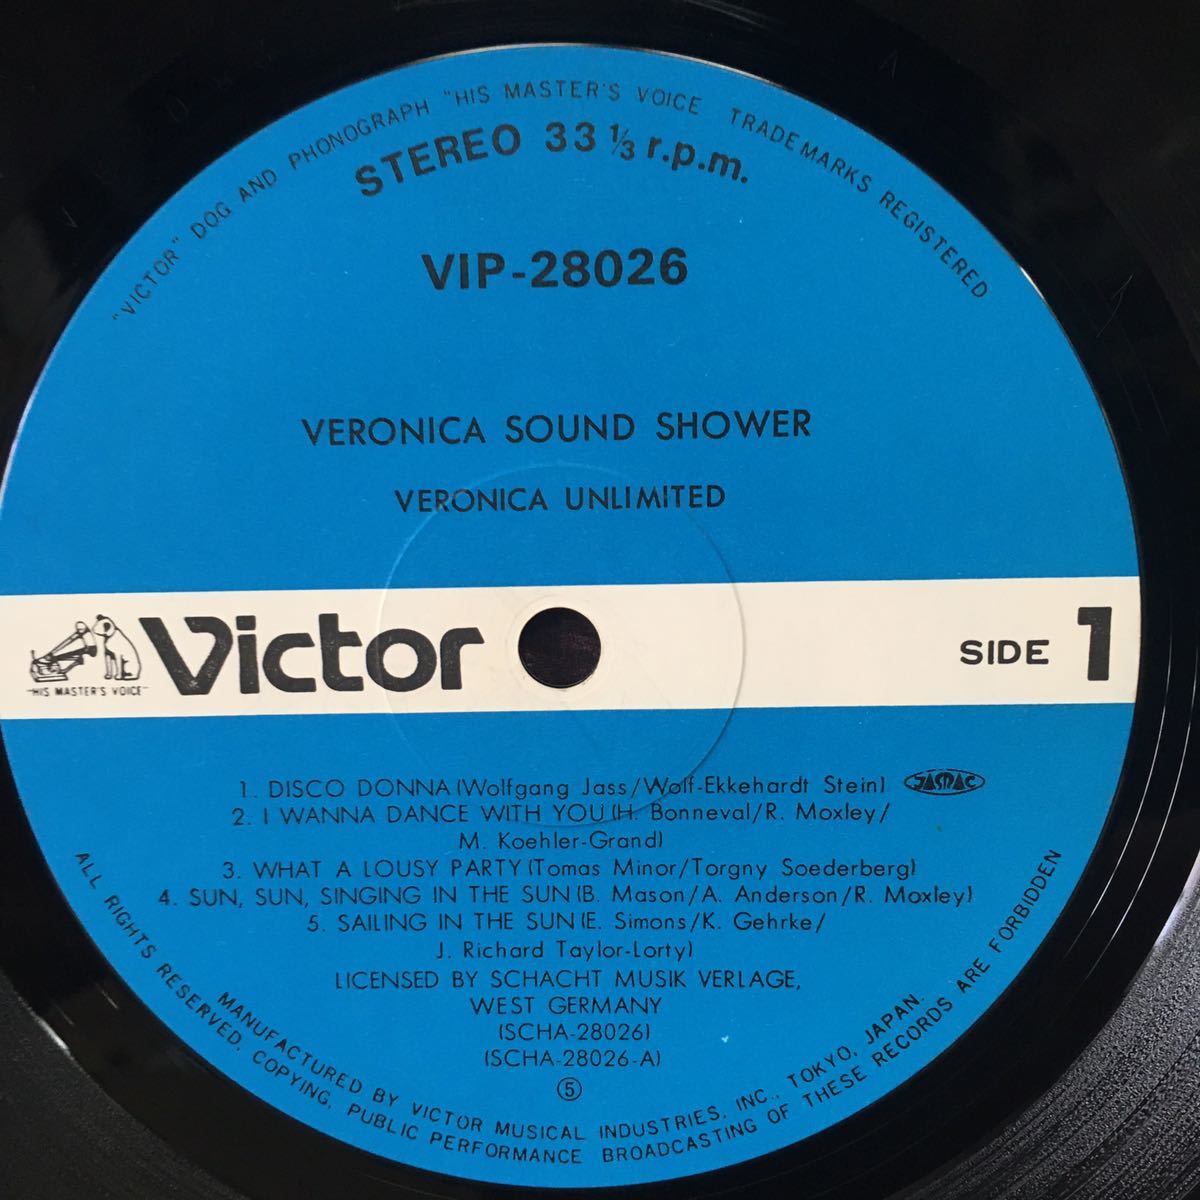 "VICTOR" DOG AND PHONOGRAPH "HIS MASTER'S VOICE TRADEMARKS REGISTERED
STEREO 33 ⅓ r.p.m.
VIP-28026
VERONICA SOUND SHOWER
VERONICA UNLIMITED
"HIS MASTER'S VOICE"
Victor
SIDE 1
1. DISCO DONNA (Wolfgang Jass/Wolf-Ekkehardt Stein) JASRAC
2. I WANNA DANCE WITH YOU (H. Bonneval/R. Moxley/
M. Koehler-Grand)
3. WHAT A LOUSY PARTY (Tomas Minor/Torgny Soederberg)
4. SUN, SUN, SINGING IN THE SUN (B. Mason/A. Anderson/R. Moxley)
5. SAILING IN THE SUN (E. Simons/K. Gehrke/
J. Richard Taylor-Lorty)
LICENSED BY SCHACHT MUSIK VERLAGE,
WEST GERMANY
(SCHA-28026)
(SCHA-28026-A)
⑤
MANUFACTURED BY VICTOR MUSICAL INDUSTRIES, INC., TOKYO, JAPAN.
ALL RIGHTS RESERVED. COPYING, PUBLIC PERFORMANCE BROADCASTING OF THESE RECORDS ARE FORBIDDEN